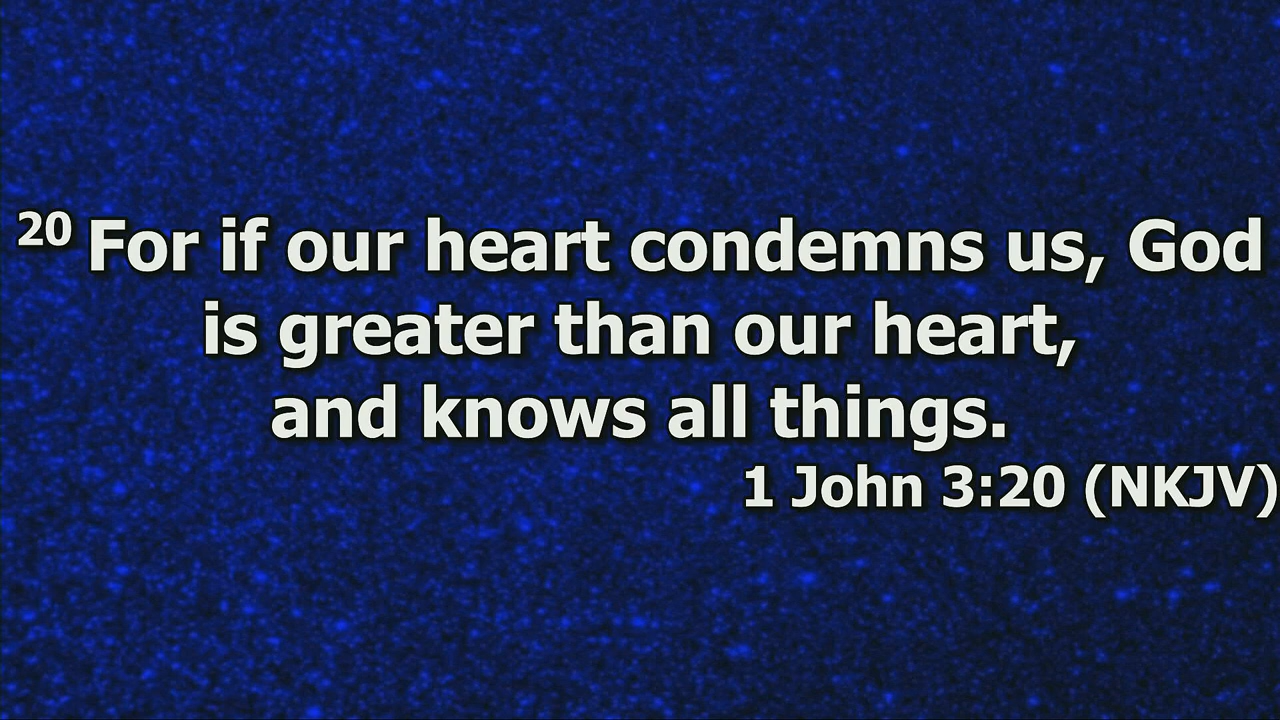 20 For if our heart condemns us, God
is greater than our heart,
and knows all things.
1 John 3:20 (NKJV)